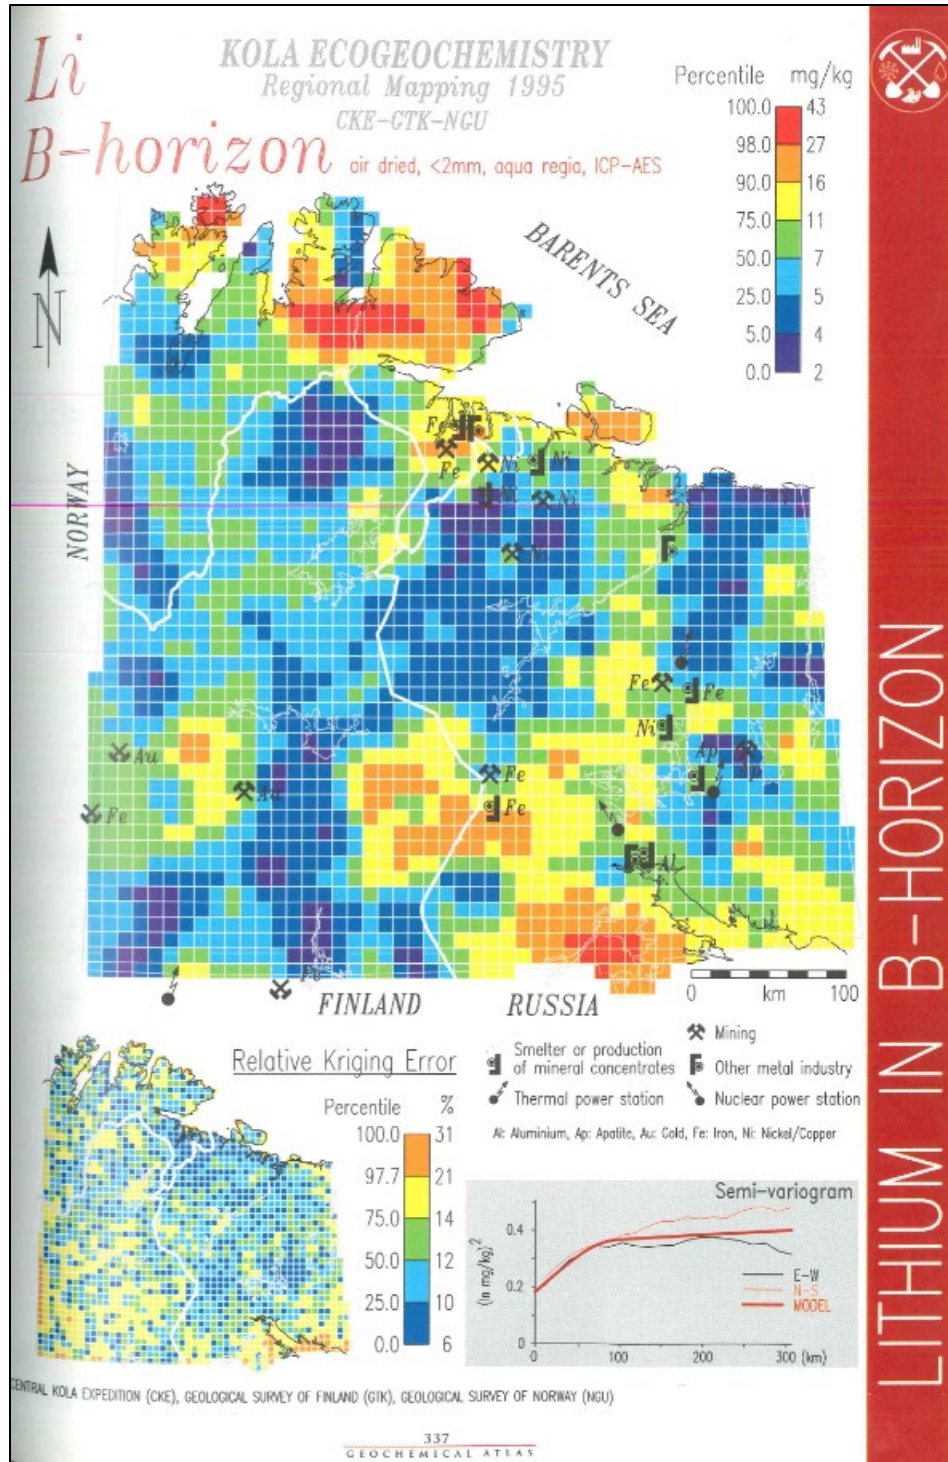 Li
B-horizon air dried, <2mm, aqua regia, ICP-AES
KOLA ECOGEOCHEMISTRY
Regional Mapping 1995
CKE-GTK-NGU
Percentile mg/kg
100.0 43
98.0 27
90.0 16
75.0 11
50.0 7
25.0 5
5.0 4
0.0 2
N
BARENTS SEA
NORWAY
Fe
Fe
Ni
Ni
Ni
Fe
Fe
Ni
Ap
Ap
Au
Au
Fe
Fe
Fe
Al
FINLAND
RUSSIA
0 km 100
Mining
Smelter or production
of mineral concentrates
Other metal industry
Thermal power station
Nuclear power station
Al: Aluminium, Ap: Apatite, Au: Gold, Fe: Iron, Ni: Nickel/Copper
Relative Kriging Error
Percentile %
100.0 31
97.7 21
75.0 14
50.0 12
25.0 10
0.0 6
Semi-variogram
(ln mg/kg)²
0.4
0.2
0
0 100 200 300 (km)
E-W
N-S
MODEL
CENTRAL KOLA EXPEDITION (CKE), GEOLOGICAL SURVEY OF FINLAND (GTK), GEOLOGICAL SURVEY OF NORWAY (NGU)
337
GEOCHEMICAL ATLAS
LITHIUM IN B-HORIZON